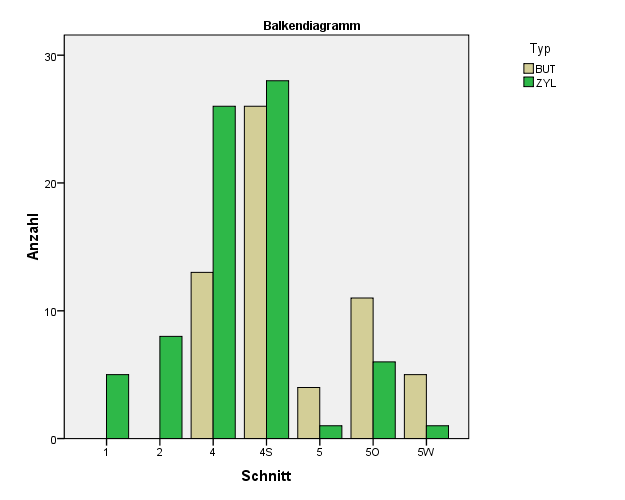 Balkendiagramm
Typ
BUT
ZYL
Anzahl
30
20
10
0
1 2 4 4S 5 5O 5W
Schnitt